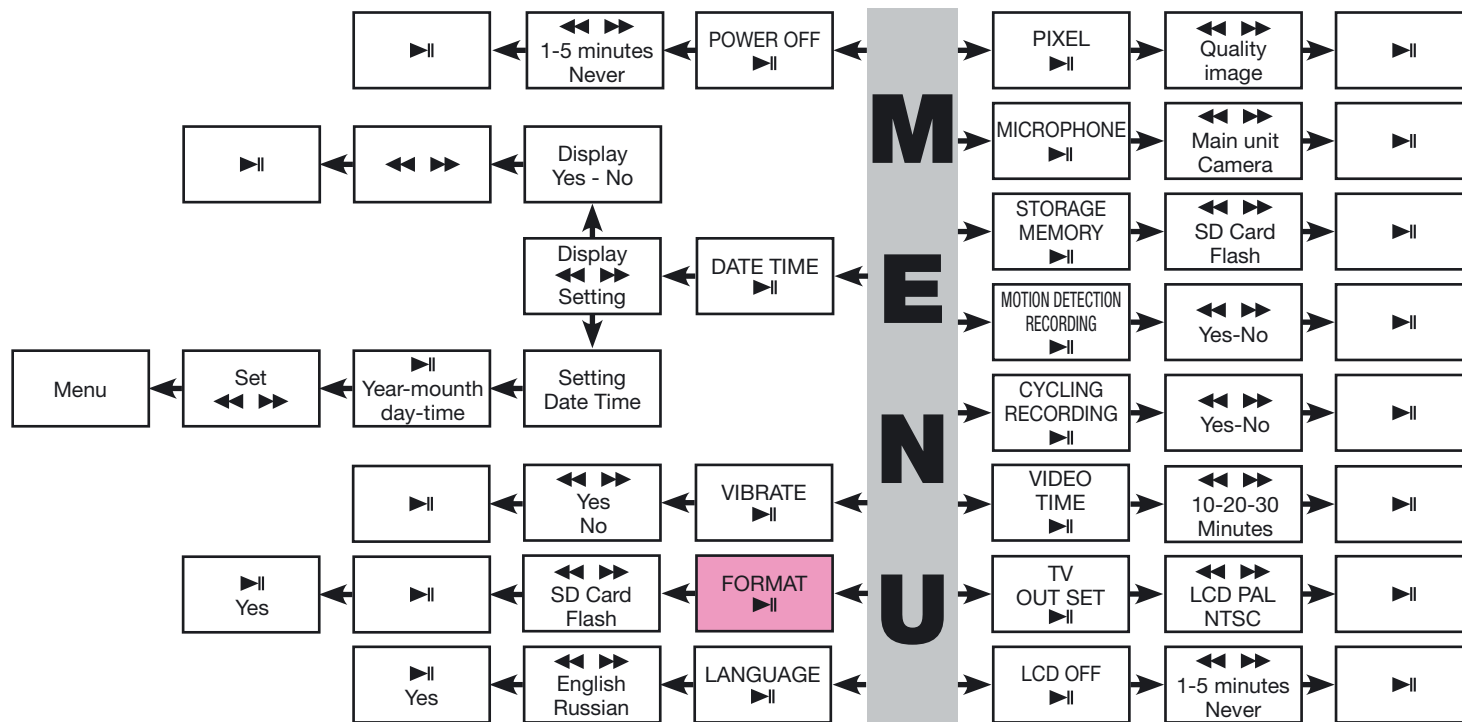 POWER OFF
1-5 minutes
Never
Display
Yes - No
DATE TIME
Display
Setting
Setting
Date Time
Year-mounth
day-time
Set
Menu
VIBRATE
Yes
No
FORMAT
SD Card
Flash
Yes
LANGUAGE
English
Russian
Yes
M
E
N
U
PIXEL
Quality
image
MICROPHONE
Main unit
Camera
STORAGE
MEMORY
SD Card
Flash
MOTION DETECTION
RECORDING
Yes-No
CYCLING
RECORDING
Yes-No
VIDEO
TIME
10-20-30
Minutes
TV
OUT SET
LCD PAL
NTSC
LCD OFF
1-5 minutes
Never